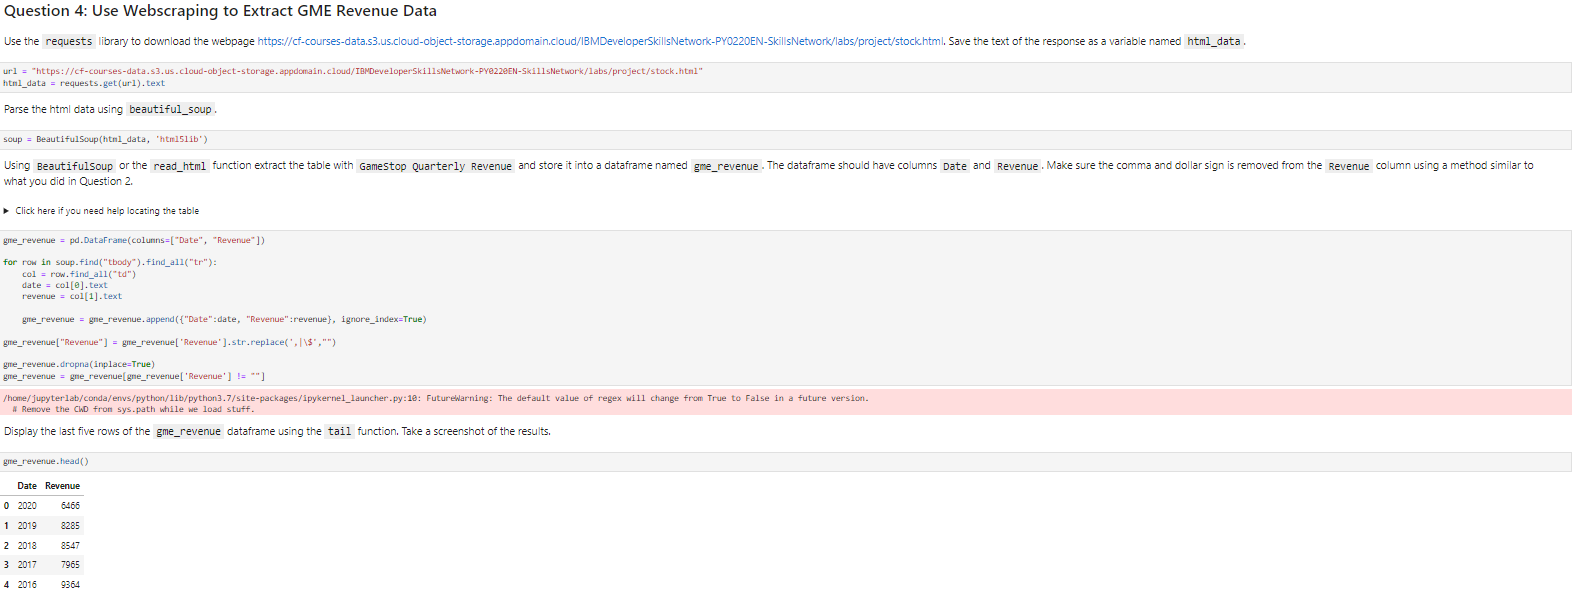 Question 4: Use Webscraping to Extract GME Revenue Data
Use the requests library to download the webpage https://cf-courses-data.s3.us.cloud-object-storage.appdomain.cloud/IBMDeveloperSkillsNetwork-PY0220EN-SkillsNetwork/labs/project/stock.html. Save the text of the response as a variable named html_data.
url = "https://cf-courses-data.s3.us.cloud-object-storage.appdomain.cloud/IBMDeveloperSkillsNetwork-PY0220EN-SkillsNetwork/labs/project/stock.html"
html_data = requests.get(url).text
Parse the html data using beautiful_soup.
soup = BeautifulSoup(html_data, 'html5lib')
Using BeautifulSoup or the read_html function extract the table with GameStop Quarterly Revenue and store it into a dataframe named gme_revenue. The dataframe should have columns Date and Revenue. Make sure the comma and dollar sign is removed from the Revenue column using a method similar to
what you did in Question 2.
▶ Click here if you need help locating the table
gme_revenue = pd.DataFrame(columns=["Date", "Revenue"])
for row in soup.find("tbody").find_all("tr"):
    col = row.find_all("td")
    date = col[0].text
    revenue = col[1].text
    gme_revenue = gme_revenue.append({"Date":date, "Revenue":revenue}, ignore_index=True)
gme_revenue["Revenue"] = gme_revenue['Revenue'].str.replace(',|\$',"")
gme_revenue.dropna(inplace=True)
gme_revenue = gme_revenue[gme_revenue['Revenue'] != ""]
/home/jupyterlab/conda/envs/python/lib/python3.7/site-packages/ipykernel_launcher.py:10: FutureWarning: The default value of regex will change from True to False in a future version.
  # Remove the CWD from sys.path while we load stuff.
Display the last five rows of the gme_revenue dataframe using the tail function. Take a screenshot of the results.
gme_revenue.head()
Date Revenue
0 2020 6466
1 2019 8285
2 2018 8547
3 2017 7965
4 2016 9364